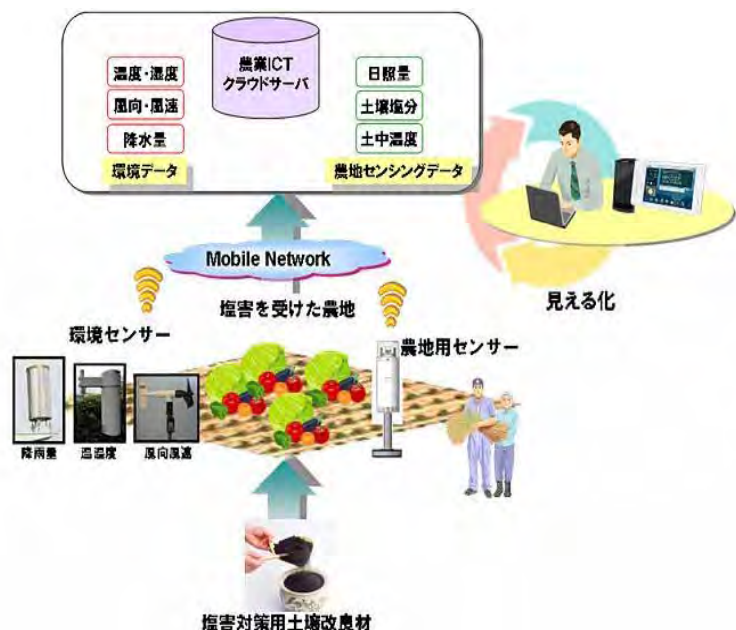 農業ICT
クラウドサーバ
温度・湿度
風向・風速
降水量
環境データ
日照量
土壌塩分
土中温度
農地センシングデータ
Mobile Network
見える化
塩害を受けた農地
環境センサー
農地用センサー
降雨量
温湿度
風向風速
塩害対策用土壌改良材